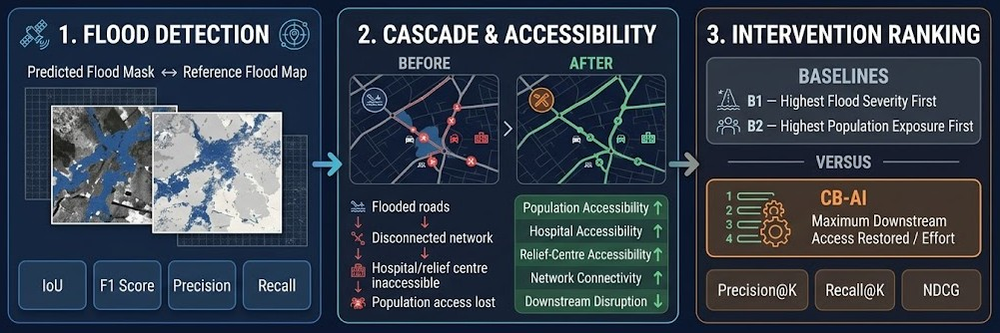 1. FLOOD DETECTION
Predicted Flood Mask ↔ Reference Flood Map
IoU
F1 Score
Precision
Recall
2. CASCADE & ACCESSIBILITY
BEFORE
AFTER
Flooded roads
Disconnected network
Hospital/relief centre
inaccessible
Population access lost
Population Accessibility ↑
Hospital Accessibility ↑
Relief-Centre Accessibility ↑
Network Connectivity ↑
Downstream Disruption ↓
3. INTERVENTION RANKING
BASELINES
B1 — Highest Flood Severity First
B2 — Highest Population Exposure First
VERSUS
1
2
3
4
CB-AI
Maximum Downstream
Access Restored / Effort
Precision@K
Recall@K
NDCG